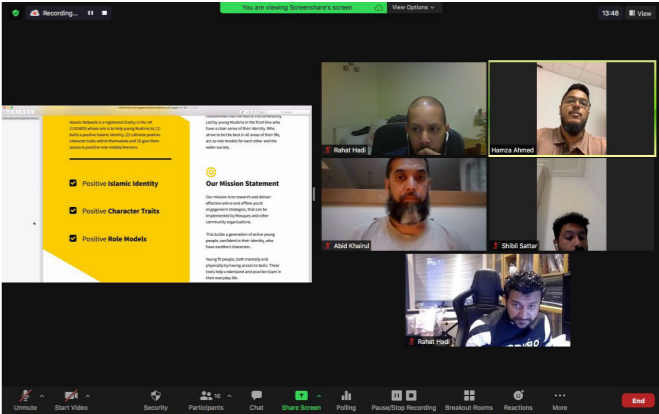 Recording...
You are viewing Screenshare's screen
View Options
13:48
View
Islamic Network is a registered charity in the UK
whose aim is to help young Muslims to; (1)
build a positive Islamic identity, (2) cultivate positive
character traits within themselves and (3) give them
access to positive role models/mentors.
Positive Islamic Identity
Positive Character Traits
Positive Role Models
Led by young Muslims in the front line who
have a clear sense of their identity. Who
strive to be the best in all areas of their life,
act as role models for each other and the
wider society.
Our Mission Statement
Our mission is to research and deliver
effective online and offline youth
engagement strategies, that can be
implemented by Mosques and other
community organisations.
This builds a generation of active young
people, confident in their identity, who
have excellent characters.
Young fit people, both mentally and
physically by having access to tools. These
tools help understand and practise Islam in
their everyday life.
Rahat Hadi
Hamza Ahmed
Abid Khairul
Shibli Sattar
Rahat Hadi
16
Unmute
Start Video
Security
Participants
Chat
Share Screen
Polling
Pause/Stop Recording
Breakout Rooms
Reactions
More
End